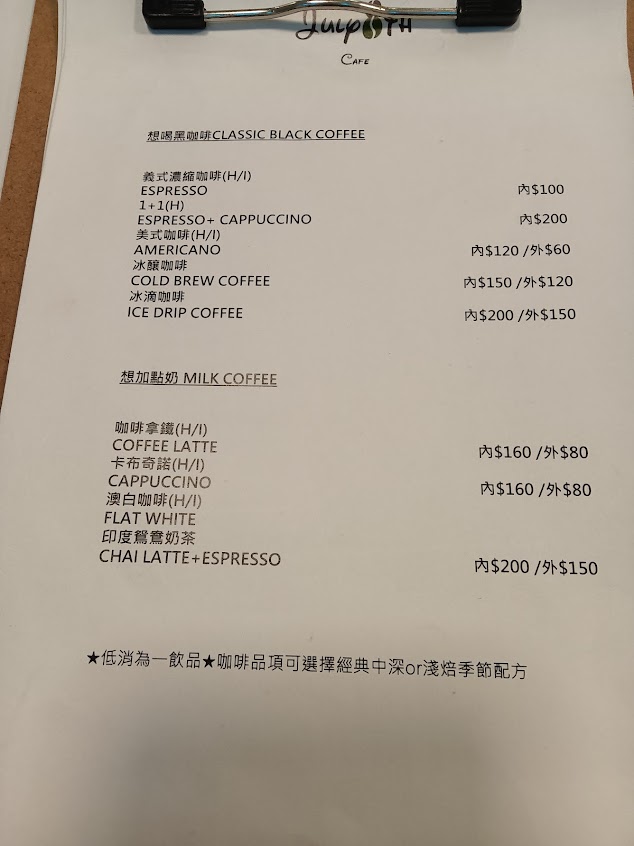 July TH
CAFE
想喝黑咖啡CLASSIC BLACK COFFEE
義式濃縮咖啡(H/I)
ESPRESSO 內$100
1+1(H)
ESPRESSO+ CAPPUCCINO 內$200
美式咖啡(H/I)
AMERICANO 內$120 /外$60
冰釀咖啡
COLD BREW COFFEE 內$150 /外$120
冰滴咖啡
ICE DRIP COFFEE 內$200 /外$150
想加點奶 MILK COFFEE
咖啡拿鐵(H/I)
COFFEE LATTE 內$160 /外$80
卡布奇諾(H/I)
CAPPUCCINO 內$160 /外$80
澳白咖啡(H/I)
FLAT WHITE
印度鴛鴦奶茶
CHAI LATTE+ESPRESSO 內$200 /外$150
★低消為一飲品★咖啡品項可選擇經典中深or淺焙季節配方